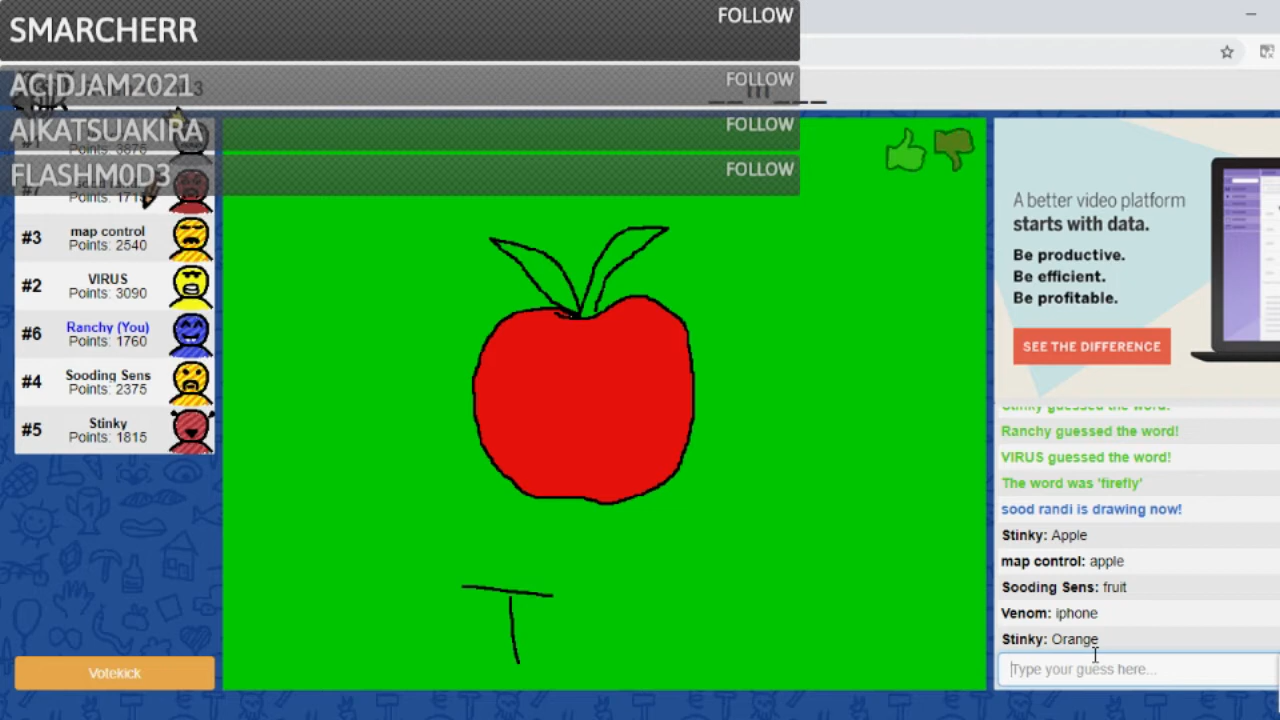 SMARCHERR FOLLOW
ACIDJAM2021 FOLLOW
AIKATSUAKIRA FOLLOW
FLASHM0D3 FOLLOW
#3 map control
Points: 2540
#2 VIRUS
Points: 3090
#6 Ranchy (You)
Points: 1760
#4 Sooding Sens
Points: 2375
#5 Stinky
Points: 1815
Votekick
T
A better video platform
starts with data.
Be productive.
Be efficient.
Be profitable.
SEE THE DIFFERENCE
Stinky guessed the word!
Ranchy guessed the word!
VIRUS guessed the word!
The word was 'firefly'
sood randi is drawing now!
Stinky: Apple
map control: apple
Sooding Sens: fruit
Venom: iphone
Stinky: Orange
Type your guess here...